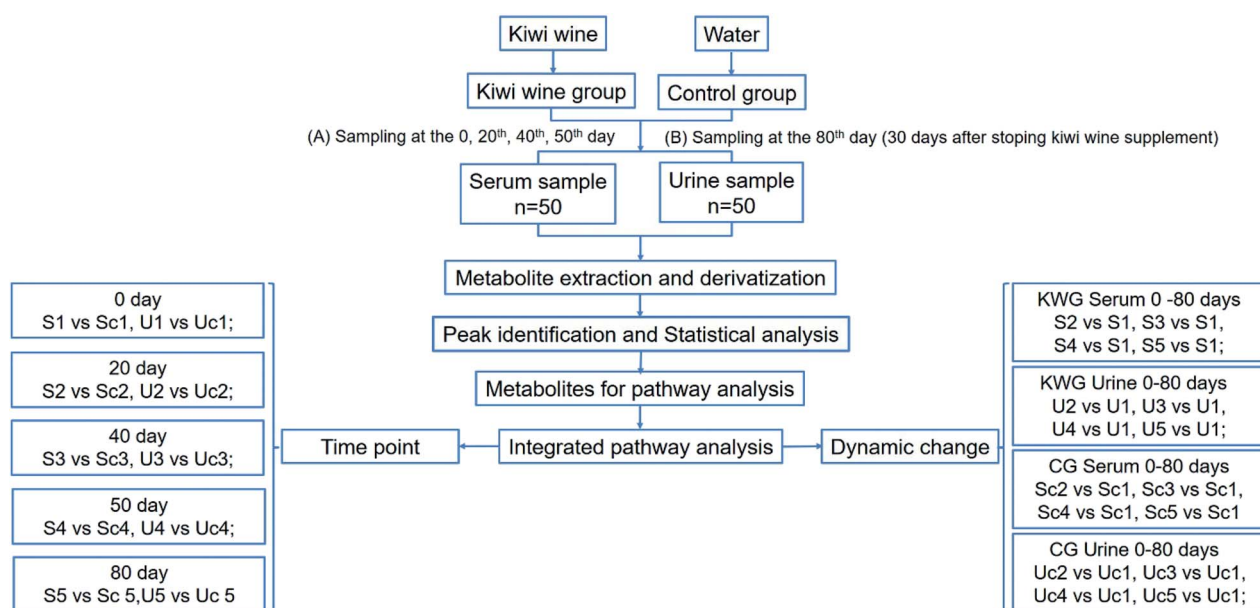 Kiwi wine
Water
Kiwi wine group
Control group
(A) Sampling at the 0, 20th, 40th, 50th day
(B) Sampling at the 80th day (30 days after stoping kiwi wine supplement)
Serum sample
n=50
Urine sample
n=50
Metabolite extraction and derivatization
Peak identification and Statistical analysis
Metabolites for pathway analysis
Integrated pathway analysis
Time point
Dynamic change
0 day
S1 vs Sc1, U1 vs Uc1;
20 day
S2 vs Sc2, U2 vs Uc2;
40 day
S3 vs Sc3, U3 vs Uc3;
50 day
S4 vs Sc4, U4 vs Uc4;
80 day
S5 vs Sc 5,U5 vs Uc 5
KWG Serum 0 -80 days
S2 vs S1, S3 vs S1,
S4 vs S1, S5 vs S1;
KWG Urine 0-80 days
U2 vs U1, U3 vs U1,
U4 vs U1, U5 vs U1;
CG Serum 0-80 days
Sc2 vs Sc1, Sc3 vs Sc1,
Sc4 vs Sc1, Sc5 vs Sc1
CG Urine 0-80 days
Uc2 vs Uc1, Uc3 vs Uc1,
Uc4 vs Uc1, Uc5 vs Uc1;